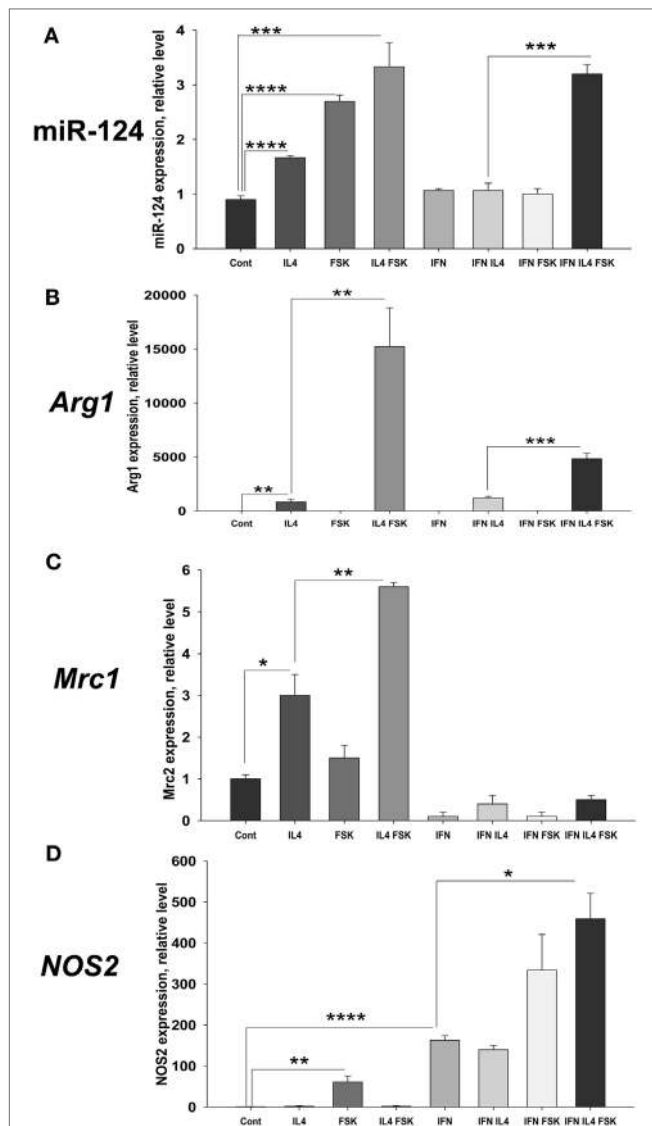 A
miR-124
miR-124 expression, relative level
4
3
2
1
0
***
****
****
***
Cont IL4 FSK IL4 FSK IFN IFN IL4 IFN FSK IFN IL4 FSK
B
Arg1
Arg1 expression, relative level
20000
15000
10000
5000
0
**
**
***
Cont IL4 FSK IL4 FSK IFN IFN IL4 IFN FSK IFN IL4 FSK
C
Mrc1
Mrc2 expression, relative level
6
5
4
3
2
1
0
**
*
Cont IL4 FSK IL4 FSK IFN IFN IL4 IFN FSK IFN IL4 FSK
D
NOS2
NOS2 expression, relative level
600
500
400
300
200
100
0
*
****
**
Cont IL4 FSK IL4 FSK IFN IFN IL4 IFN FSK IFN IL4 FSK